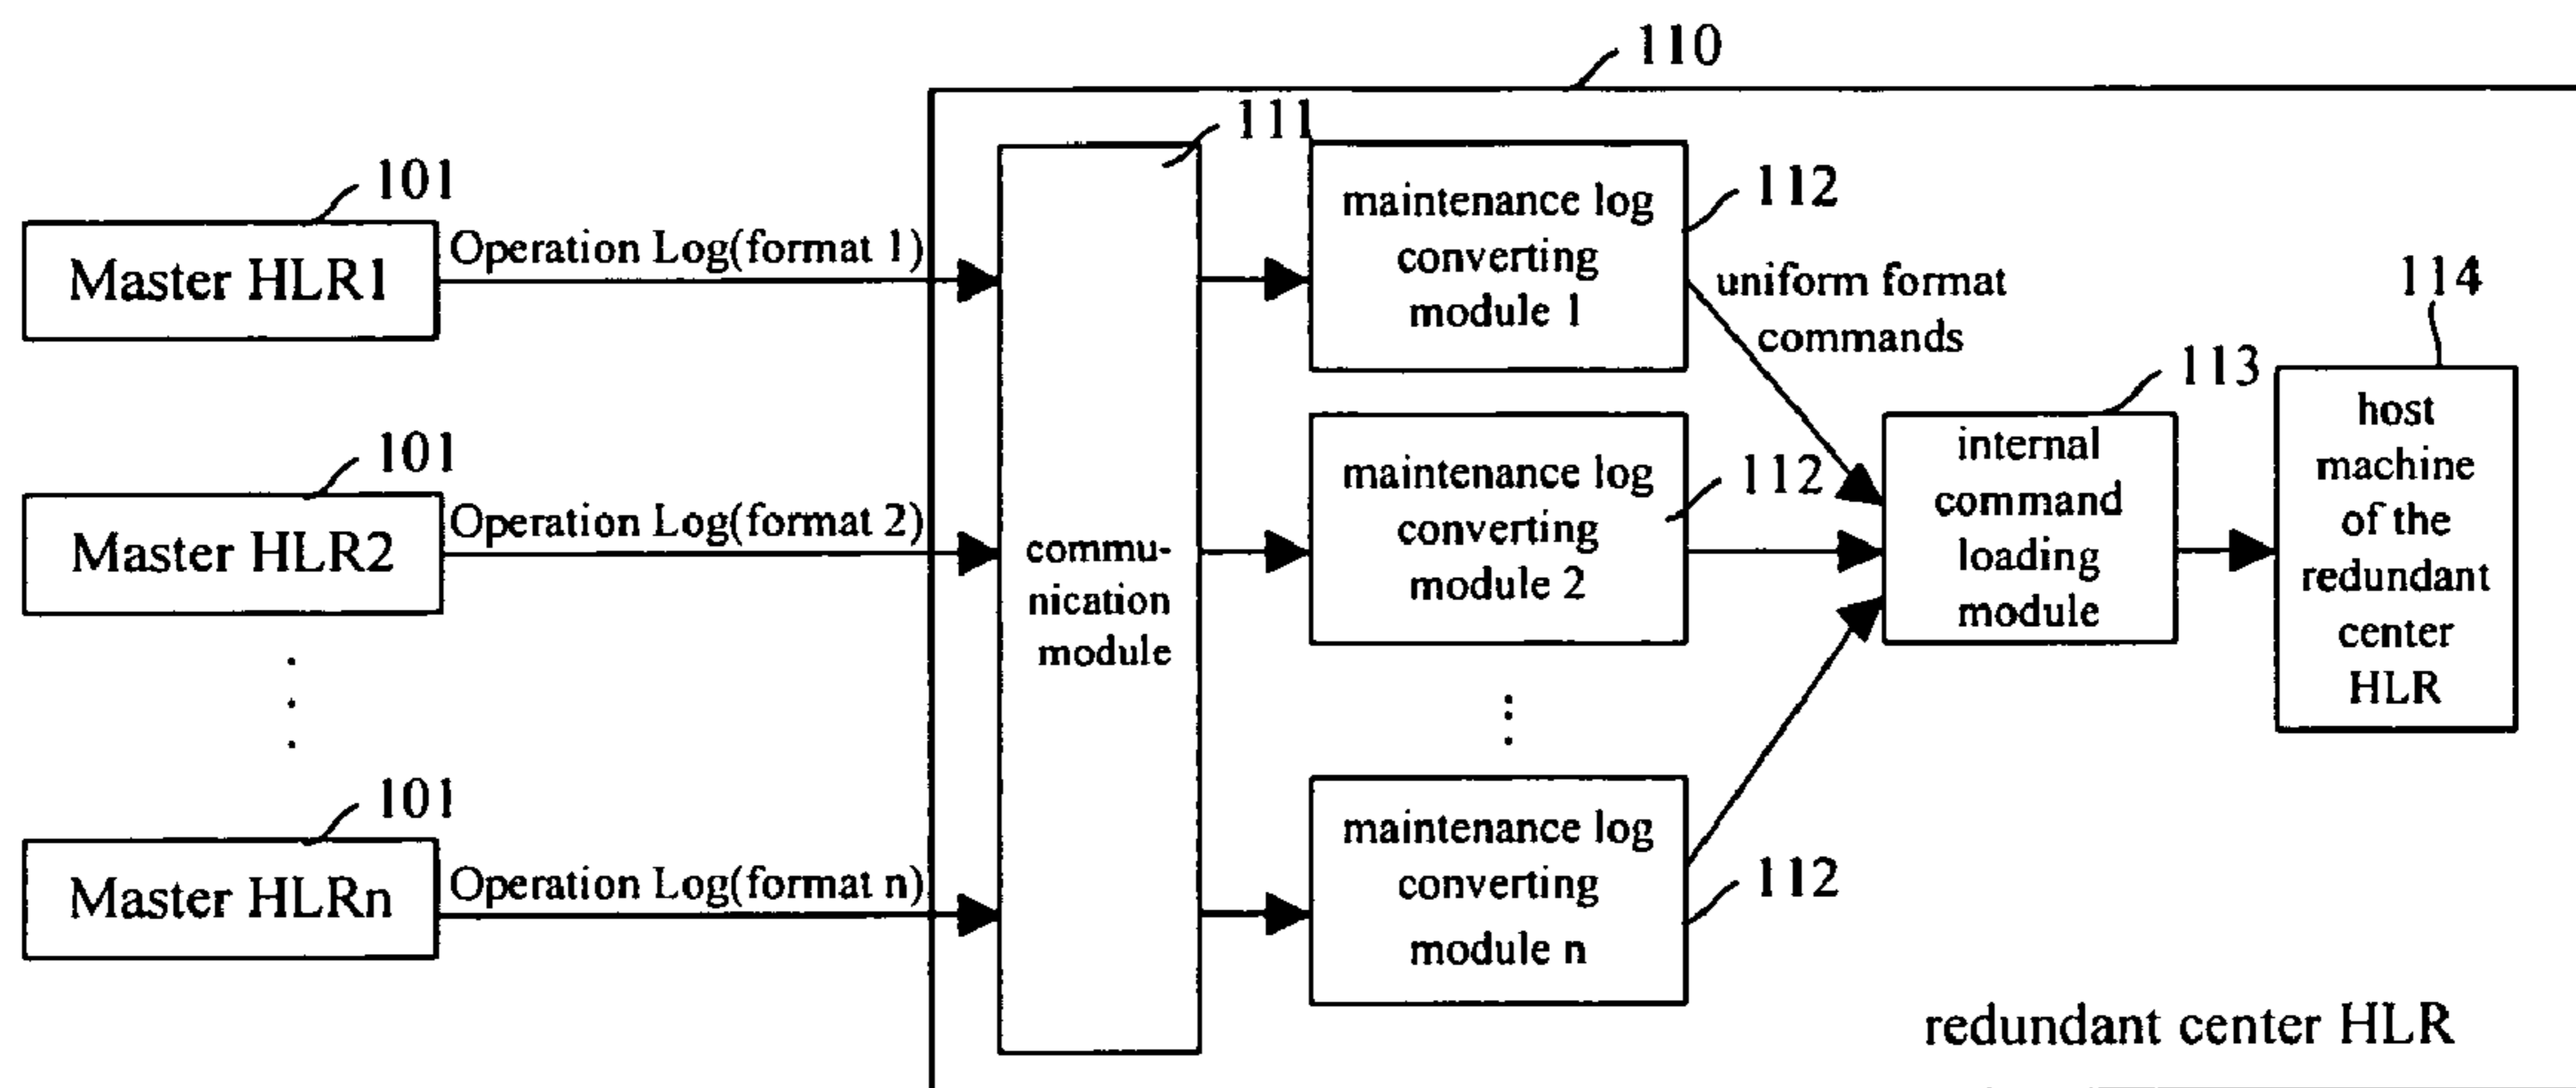 110
111
101
Master HLR1
Operation Log(format 1)
maintenance log
converting
module 1
112
uniform format
commands
101
Master HLR2
Operation Log(format 2)
commu-
nication
module
maintenance log
converting
module 2
112
113
internal
command
loading
module
114
host
machine
of the
redundant
center
HLR
101
Master HLRn
Operation Log(format n)
maintenance log
converting
module n
112
redundant center HLR